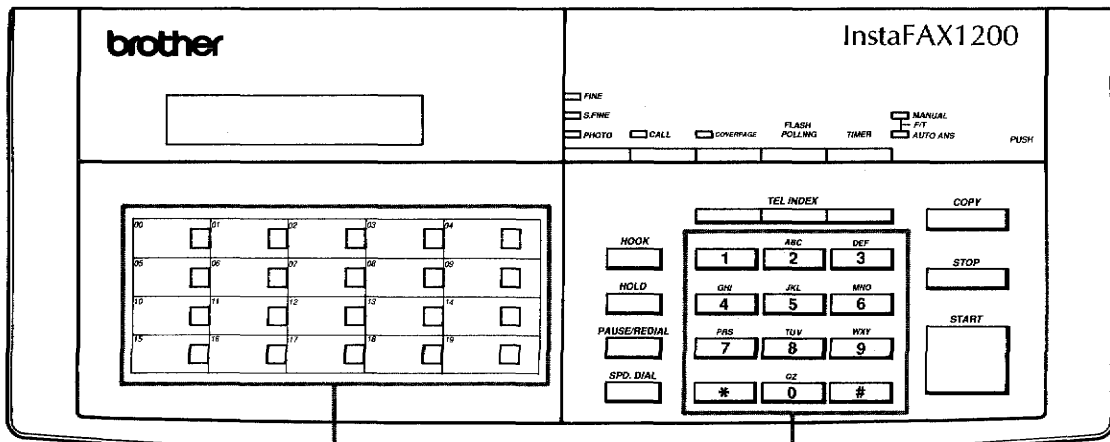 brother
InstaFAX1200
FINE
S.FINE
PHOTO CALL COVERPAGE FLASH POLLING TIMER MANUAL F/T AUTO ANS PUSH
TEL INDEX COPY
00 01 02 03 04
HOOK 1 ABC 2 DEF 3
05 06 07 08 09
STOP
HOLD GHI 4 JKL 5 MNO 6
10 11 12 13 14
START
PAUSE/REDIAL PRS 7 TUV 8 WXY 9
15 16 17 18 19
SPD. DIAL * OZ 0 #